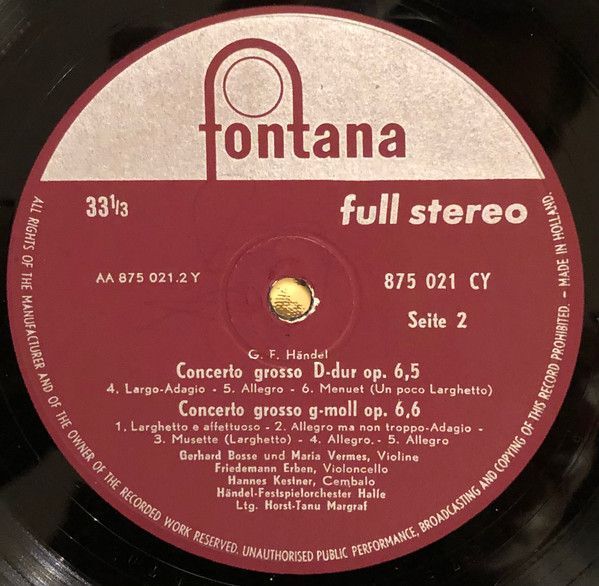 fontana
33 1/3
full stereo
AA 875 021.2 Y
875 021 CY
Seite 2
G. F. Händel
Concerto grosso D-dur op. 6,5
4. Largo-Adagio - 5. Allegro - 6. Menuet (Un poco Larghetto)
Concerto grosso g-moll op. 6,6
1. Larghetto e affettuoso - 2. Allegro ma non troppo-Adagio -
3. Musette (Larghetto) - 4. Allegro. - 5. Allegro
Gerhard Bosse und Maria Vermes, Violine
Friedemann Erben, Violoncello
Hannes Kestner, Cembalo
Händel-Festspielorchester Halle
Ltg. Horst-Tanu Margraf
ALL RIGHTS OF THE MANUFACTURER AND OF THE OWNER OF THE RECORDED WORK RESERVED. UNAUTHORISED PUBLIC PERFORMANCE, BROADCASTING AND COPYING OF THIS RECORD PROHIBITED. – MADE IN HOLLAND.